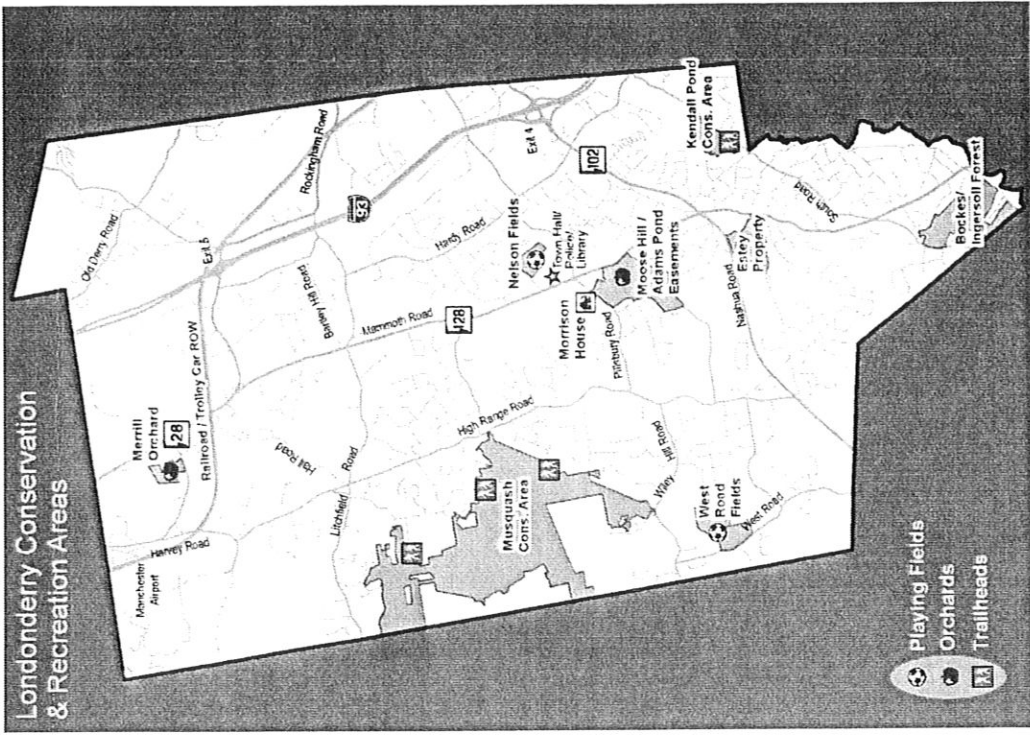 Londonderry Conservation
& Recreation Areas
Old Derry Road
Exit 5
Rockingham Road
Merrill
Orchard
28
Railroad / Trolley Car ROW
93
Manchester
Airport
Harvey Road
Hall Road
Litchfield
Road
Bartley Hill Road
Mammoth Road
128
Hardy Road
Exit 4
102
Nelson Fields
Town Hall/
Police/
Library
Kendall Pond
Cons. Area
High Range Road
Morrison
House
Pillsbury Road
Moose Hill /
Adams Pond
Easements
Musquash
Cons. Area
Wiley Hill Road
Nashua Road
Estey
Property
South Road
West
Road
Fields
West Road
Bockes/
Ingersoll Forest
Playing Fields
Orchards
Trailheads